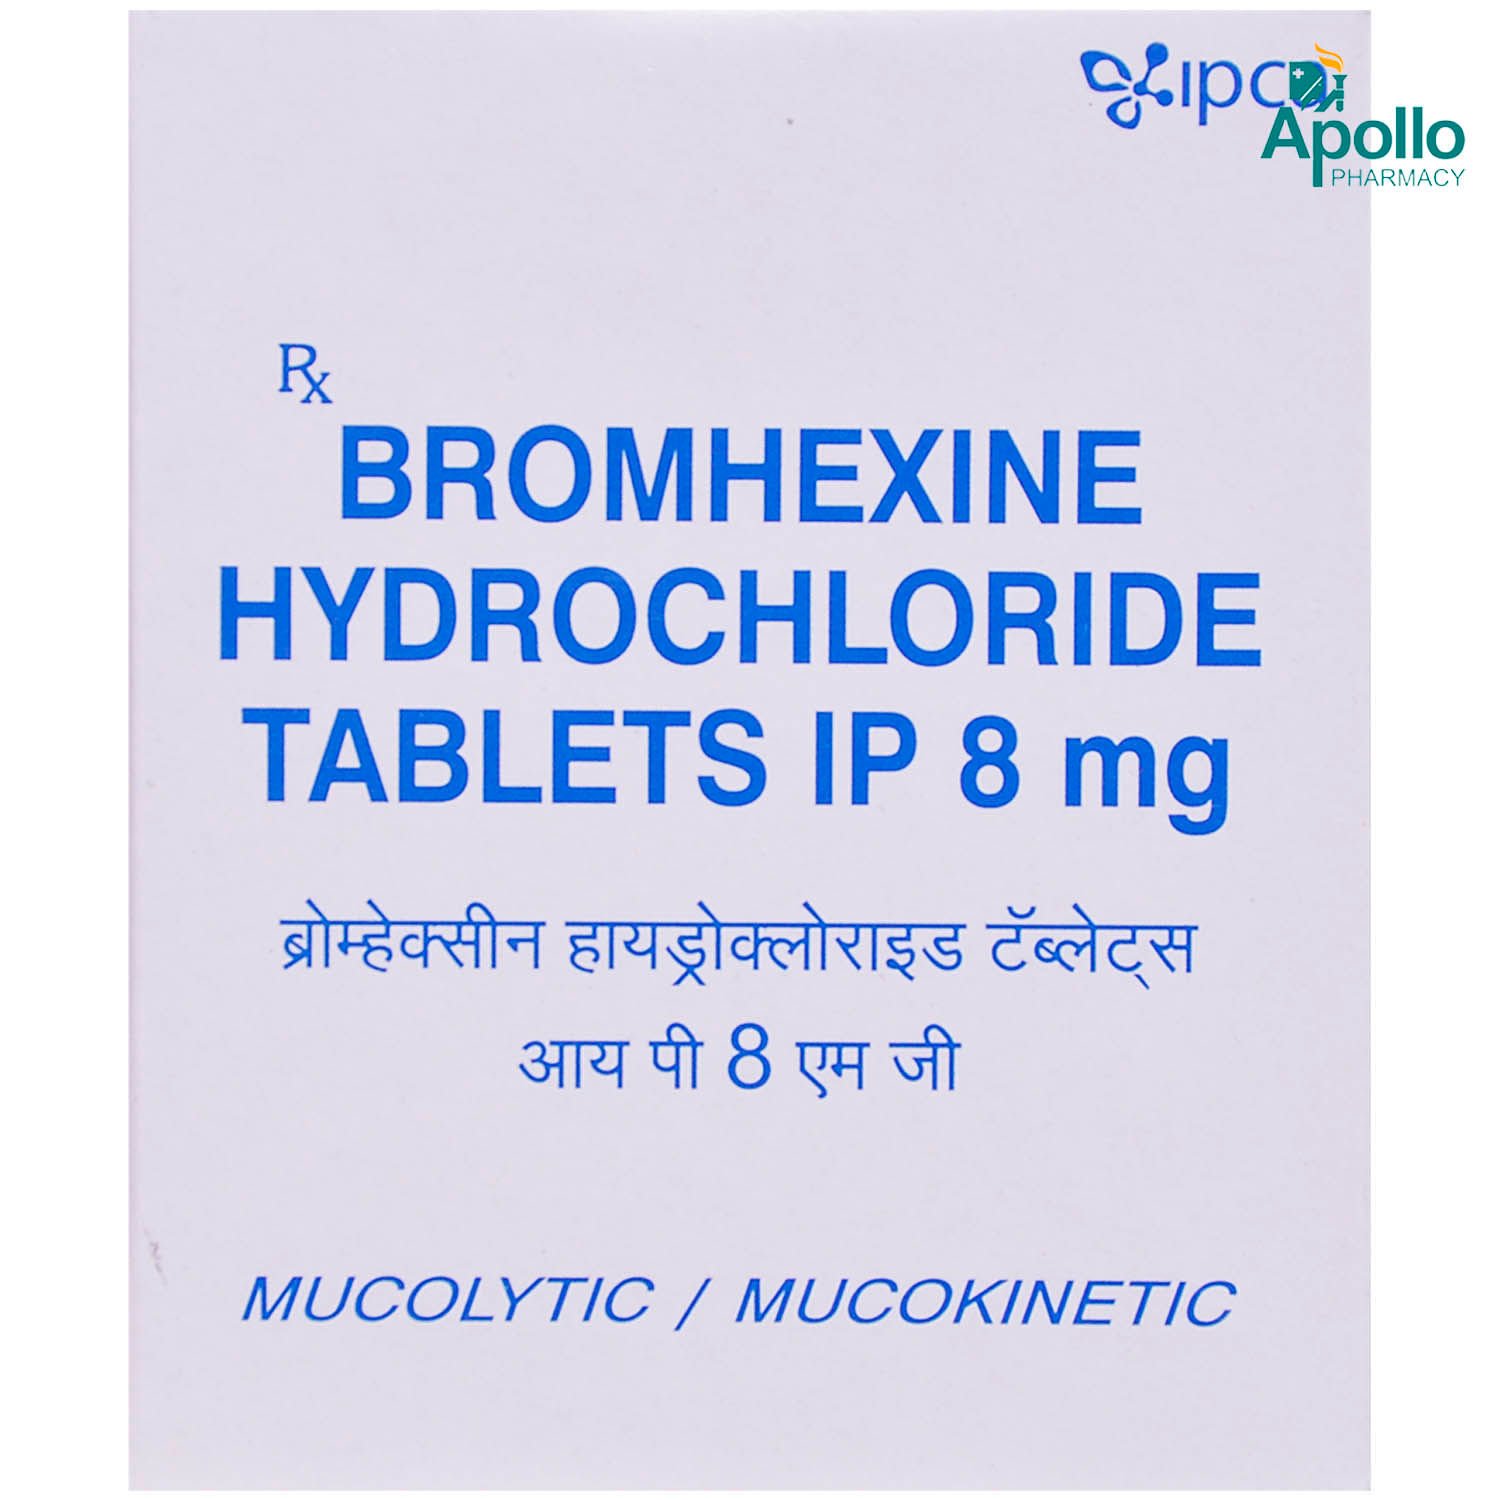 ipca
Apollo
PHARMACY
Rx
BROMHEXINE
HYDROCHLORIDE
TABLETS IP 8 mg
ब्रोम्हेक्सीन हायड्रोक्लोराइड टॅब्लेट्स
आय पी 8 एम जी
MUCOLYTIC / MUCOKINETIC